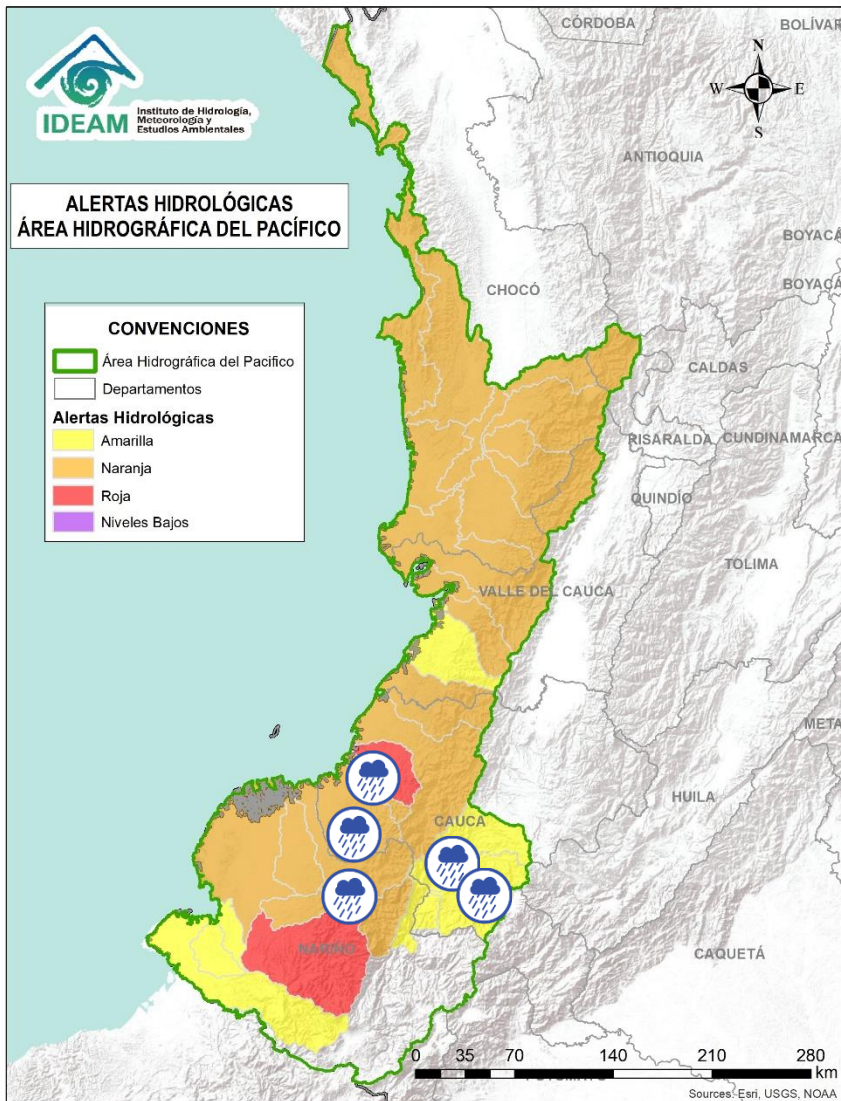 CÓRDOBA
BOLÍVAR
N
W
E
S
IDEAM
Instituto de Hidrología,
Meteorología y
Estudios Ambientales
ANTIOQUIA
ALERTAS HIDROLÓGICAS
ÁREA HIDROGRÁFICA DEL PACÍFICO
BOYACÁ
BOYACÁ
CHOCÓ
CONVENCIONES
Área Hidrográfica del Pacifico
Departamentos
Alertas Hidrológicas
Amarilla
Naranja
Roja
Niveles Bajos
CALDAS
RISARALDA
CUNDINAMARCA
QUINDÍO
TOLIMA
VALLE DEL CAUCA
META
HUILA
CAUCA
NARIÑO
CAQUETÁ
0 35 70 140 210 280
km
Sources: Esri, USGS, NOAA